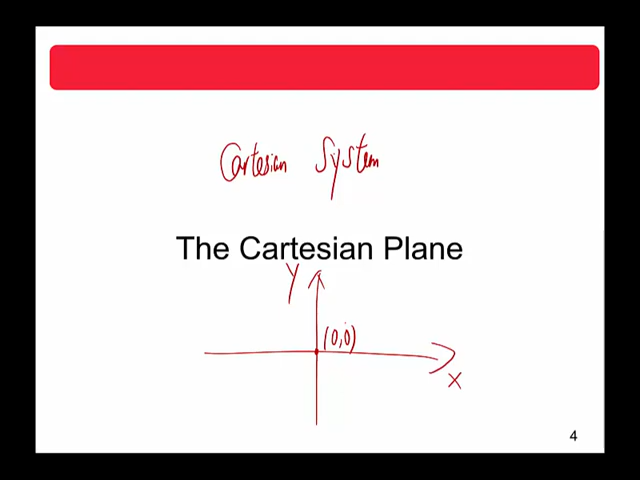 Cartesian System
The Cartesian Plane
Y
(0,0)
X
4